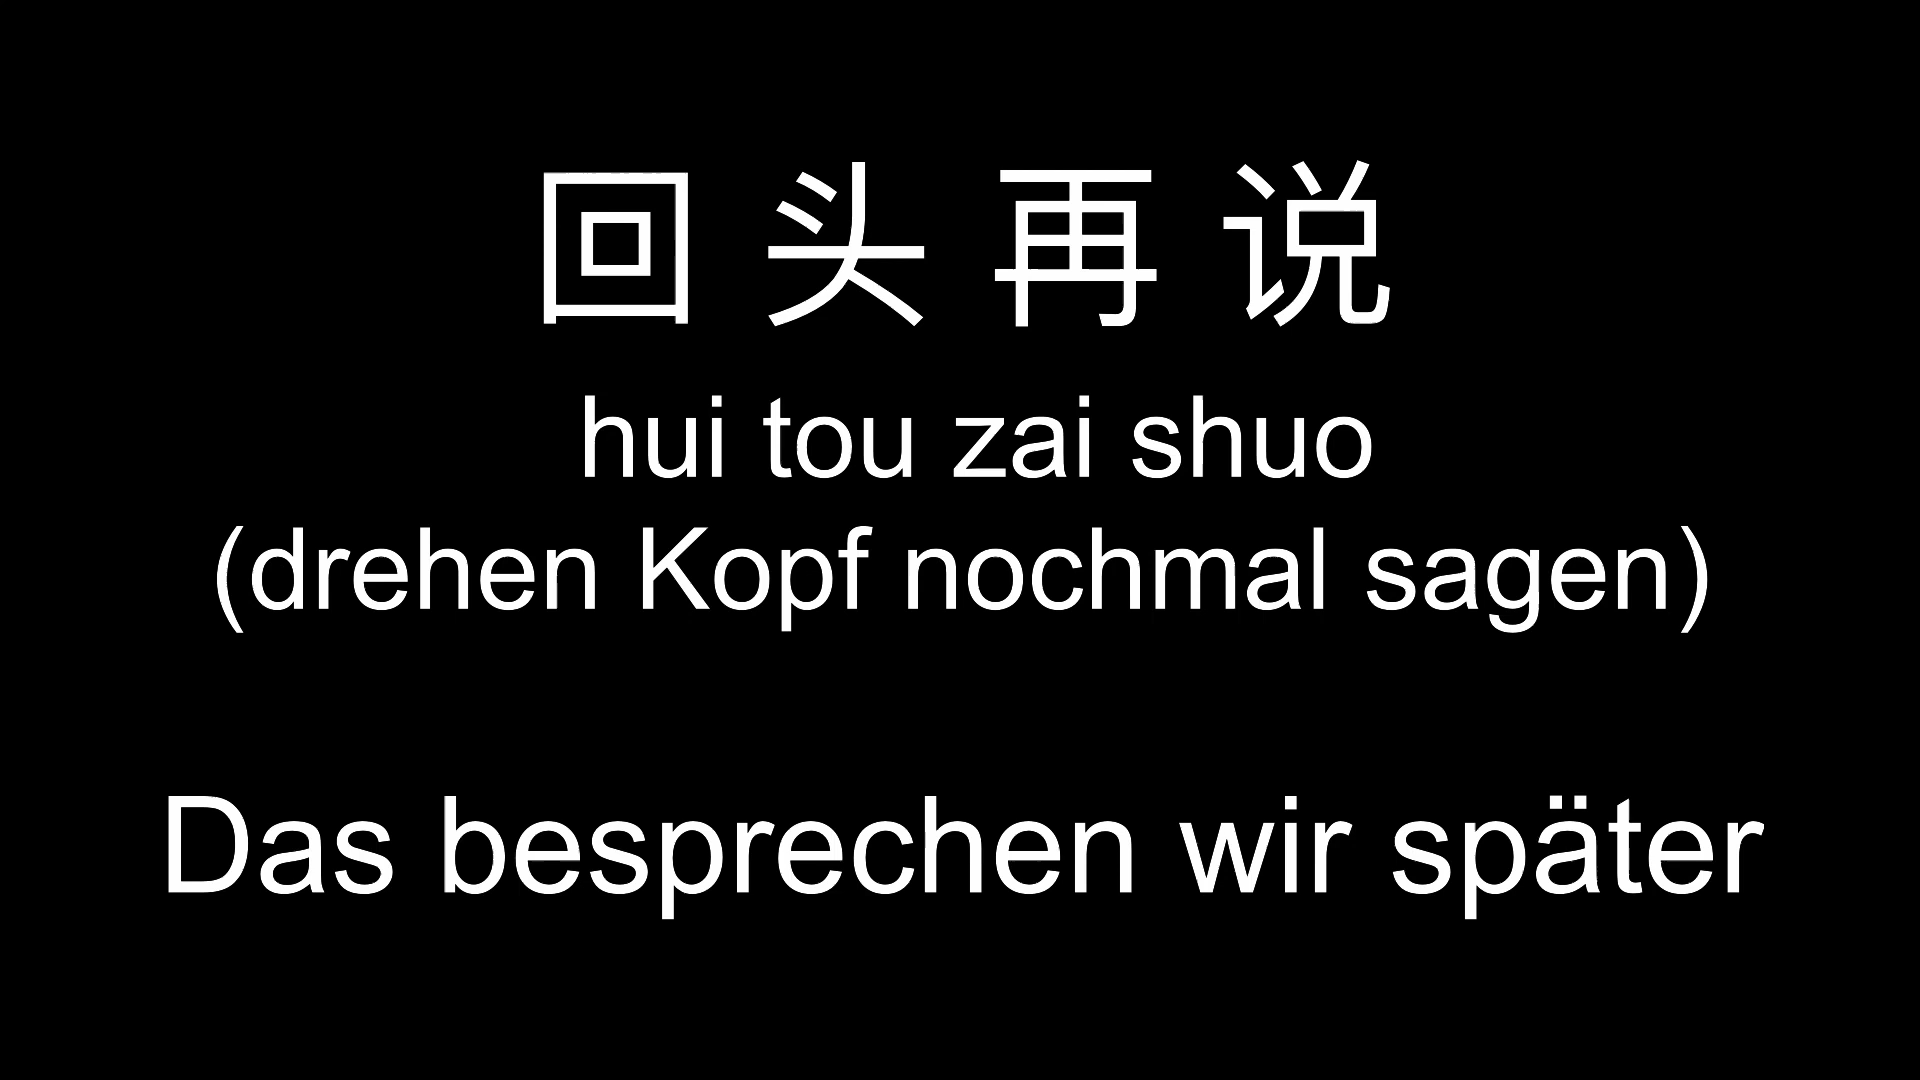 回 头 再 说
hui tou zai shuo
(drehen Kopf nochmal sagen)
Das besprechen wir später